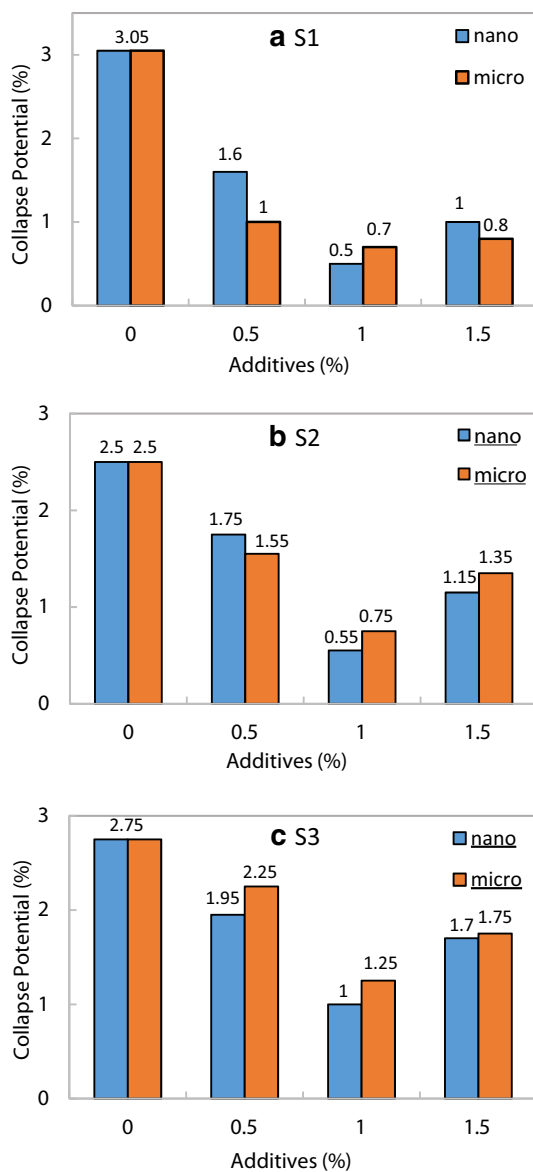 a S1
nano
micro
Collapse Potential (%)
3
2
1
0
3.05
1.6
1
0.5
0.7
1
0.8
0 0.5 1 1.5
Additives (%)
b S2
nano
micro
Collapse Potential (%)
3
2
1
0
2.5 2.5
1.75
1.55
0.55
0.75
1.15
1.35
0 0.5 1 1.5
Additives (%)
c S3
nano
micro
Collapse Potential (%)
3
2
1
0
2.75
1.95
2.25
1
1.25
1.7
1.75
0 0.5 1 1.5
Additives (%)